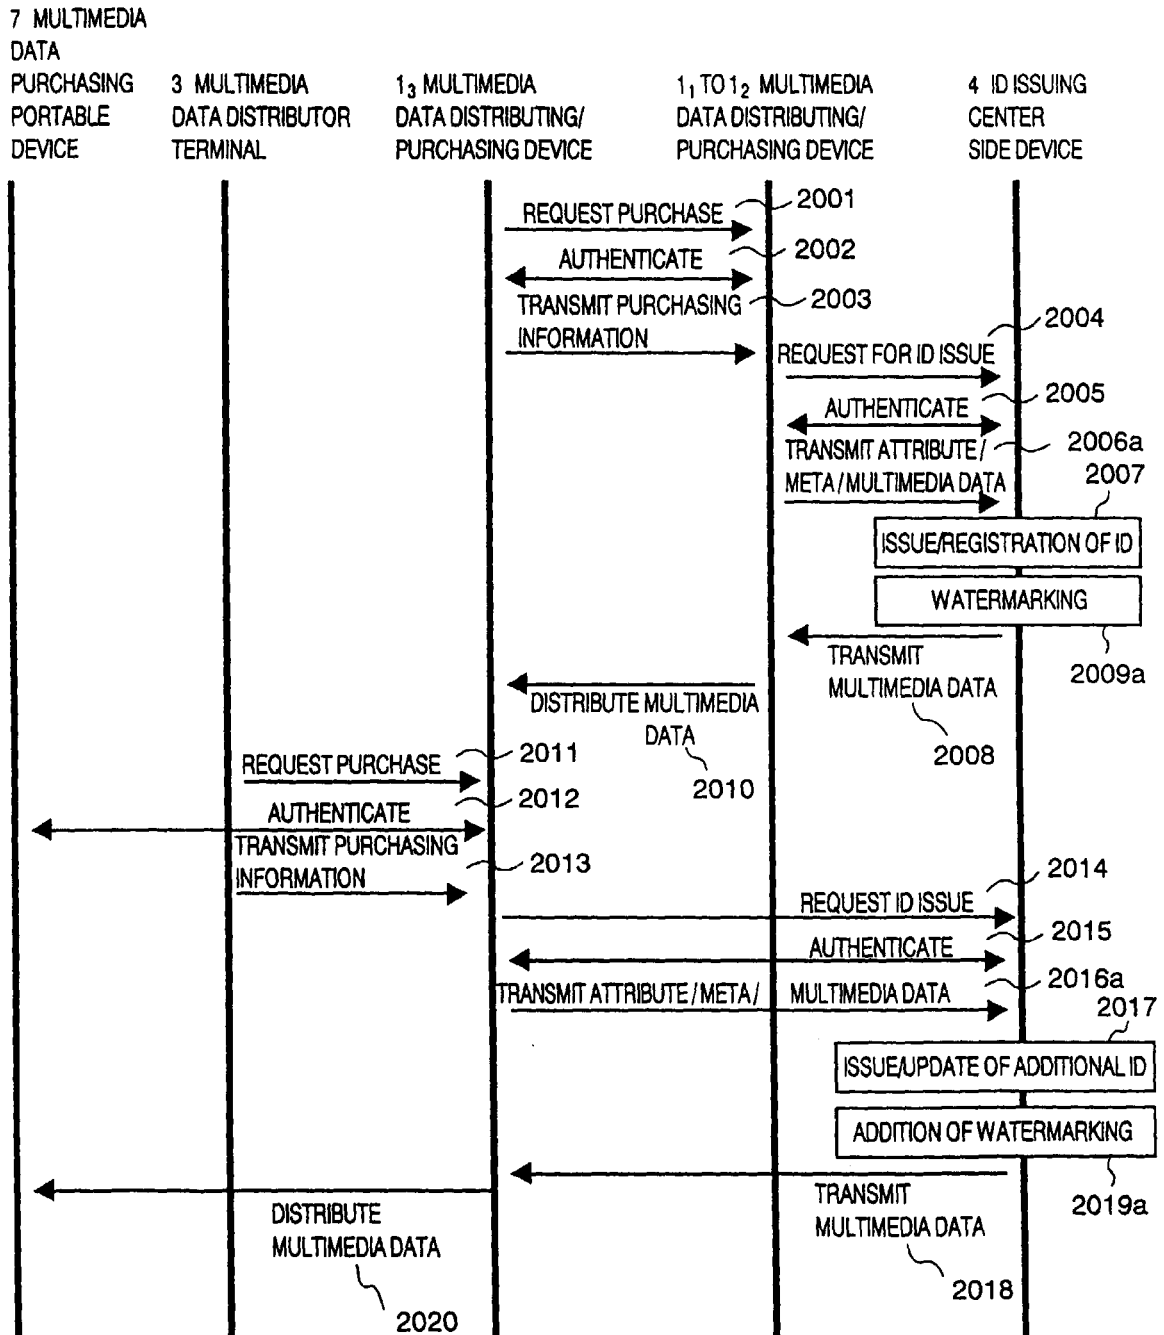 7 MULTIMEDIA
DATA
PURCHASING
PORTABLE
DEVICE
3 MULTIMEDIA
DATA DISTRIBUTOR
TERMINAL
1₃ MULTIMEDIA
DATA DISTRIBUTING/
PURCHASING DEVICE
1₁ TO 1₂ MULTIMEDIA
DATA DISTRIBUTING/
PURCHASING DEVICE
4 ID ISSUING
CENTER
SIDE DEVICE
REQUEST PURCHASE
2001
AUTHENTICATE
2002
TRANSMIT PURCHASING
INFORMATION
2003
REQUEST FOR ID ISSUE
2004
AUTHENTICATE
2005
TRANSMIT ATTRIBUTE/
META/MULTIMEDIA DATA
2006a
2007
ISSUE/REGISTRATION OF ID
WATERMARKING
2009a
TRANSMIT
MULTIMEDIA DATA
2008
DISTRIBUTE MULTIMEDIA
DATA
2010
REQUEST PURCHASE
2011
AUTHENTICATE
2012
TRANSMIT PURCHASING
INFORMATION
2013
REQUEST ID ISSUE
2014
AUTHENTICATE
2015
TRANSMIT ATTRIBUTE/META/ MULTIMEDIA DATA
2016a
2017
ISSUE/UPDATE OF ADDITIONAL ID
ADDITION OF WATERMARKING
2019a
TRANSMIT
MULTIMEDIA DATA
2018
DISTRIBUTE
MULTIMEDIA DATA
2020